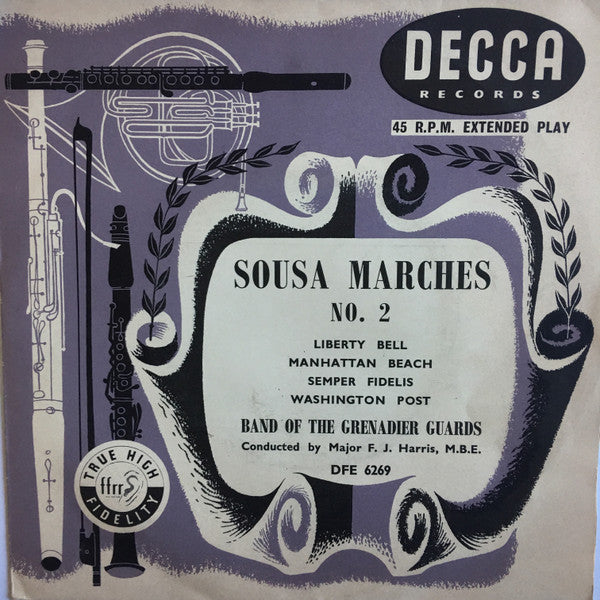 DECCA
RECORDS
45 R.P.M. EXTENDED PLAY
SOUSA MARCHES
NO. 2
LIBERTY BELL
MANHATTAN BEACH
SEMPER FIDELIS
WASHINGTON POST
BAND OF THE GRENADIER GUARDS
Conducted by Major F. J. Harris, M.B.E.
DFE 6269
TRUE HIGH
ffrr
FIDELITY